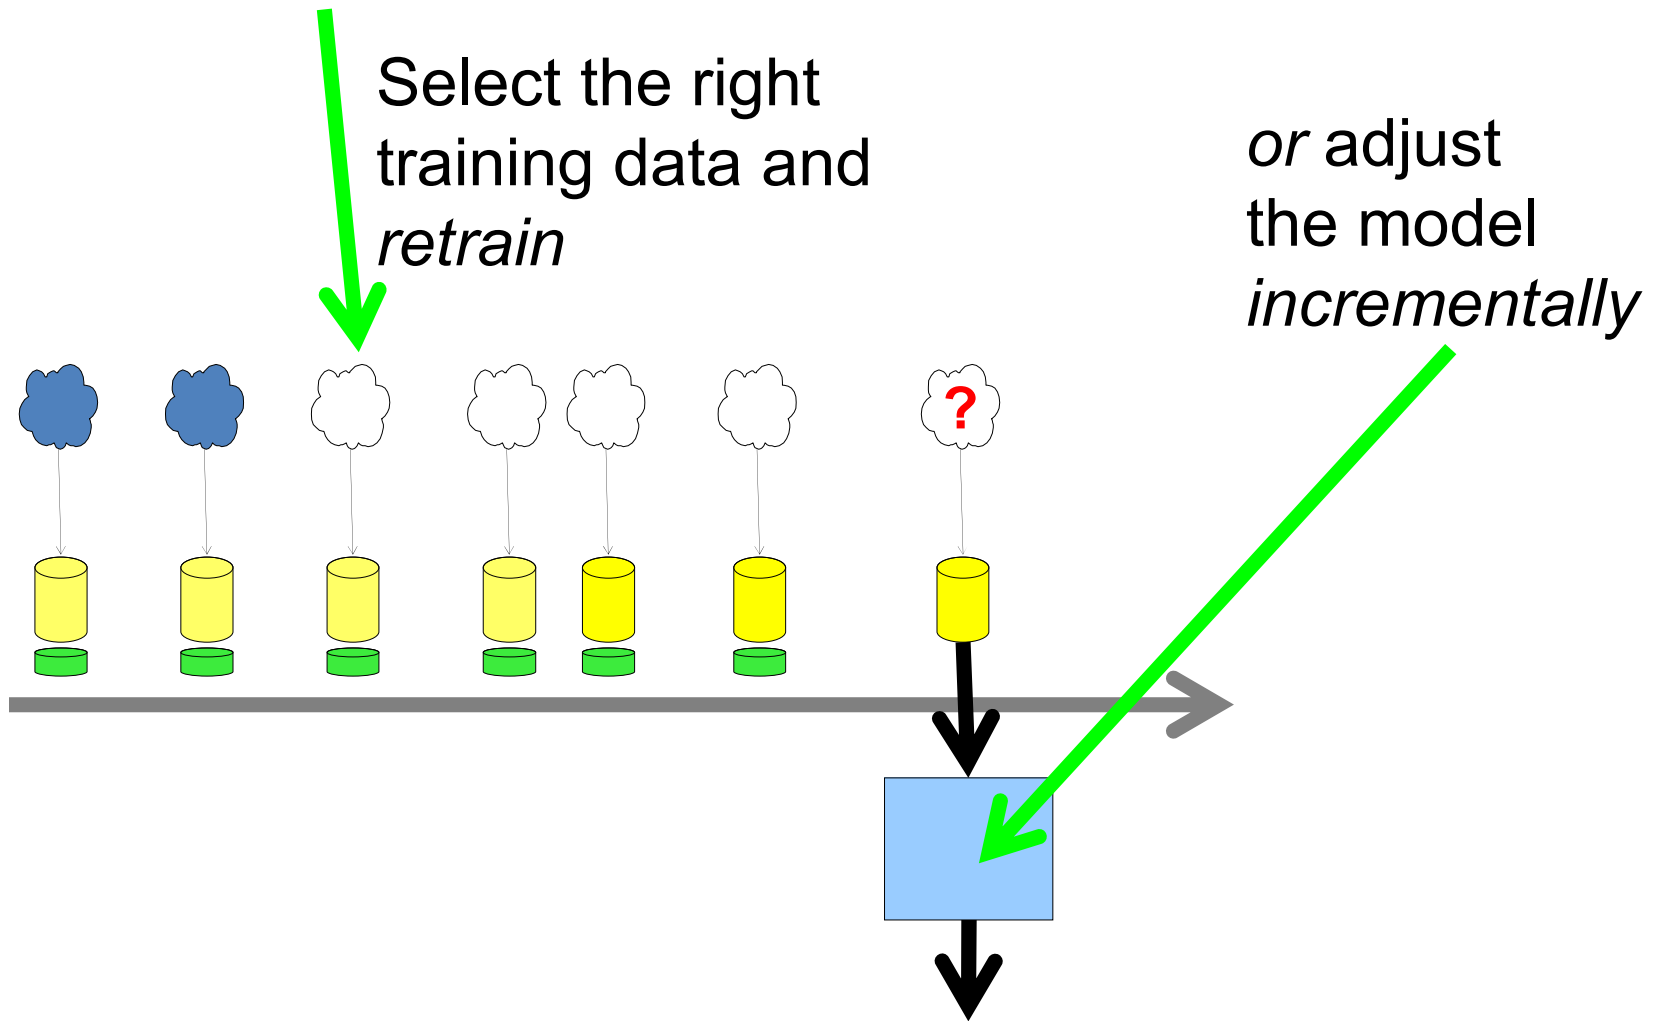 Select the right
training data and
retrain
or adjust
the model
incrementally
?